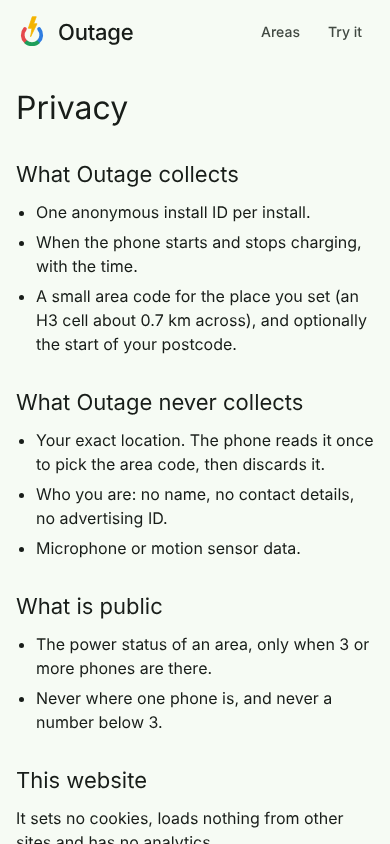 Outage
Areas
Try it
Privacy
What Outage collects
One anonymous install ID per install.
When the phone starts and stops charging,
with the time.
A small area code for the place you set (an
H3 cell about 0.7 km across), and optionally
the start of your postcode.
What Outage never collects
Your exact location. The phone reads it once
to pick the area code, then discards it.
Who you are: no name, no contact details,
no advertising ID.
Microphone or motion sensor data.
What is public
The power status of an area, only when 3 or
more phones are there.
Never where one phone is, and never a
number below 3.
This website
It sets no cookies, loads nothing from other
sites and has no analytics.